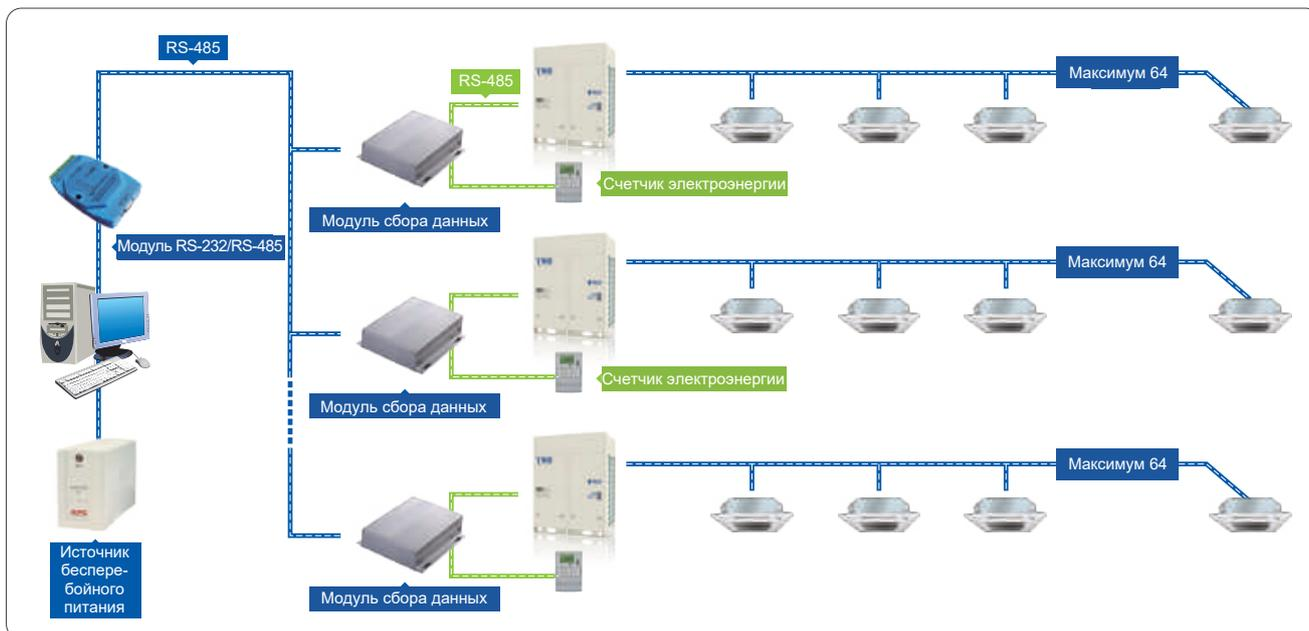 RS-485
RS-485
Максимум 64
Счетчик электроэнергии
Модуль сбора данных
Модуль RS-232/RS-485
Максимум 64
Счетчик электроэнергии
Модуль сбора данных
Максимум 64
Источник
беспере-
бойного
питания
Модуль сбора данных